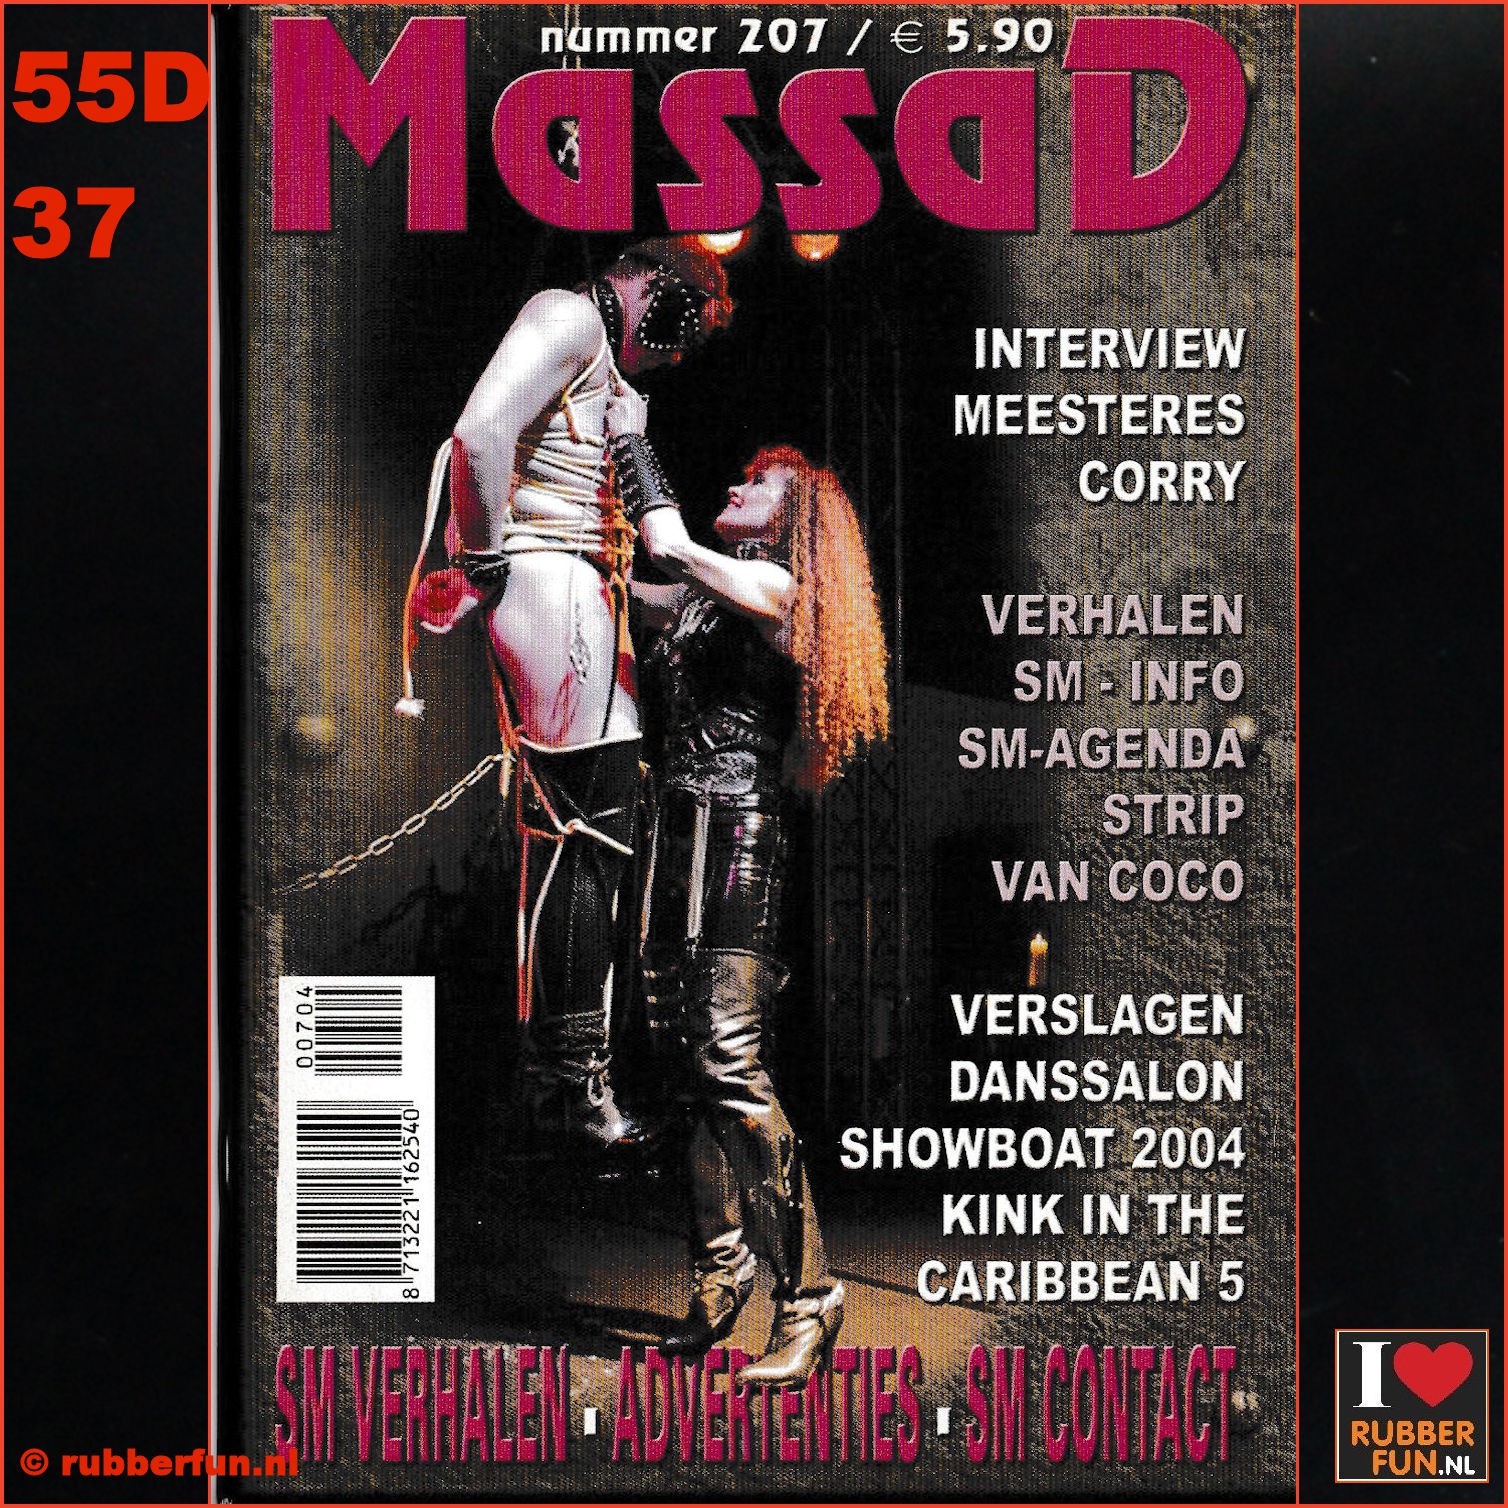 55D
37
nummer 207 / € 5.90
MassaD
INTERVIEW
MEESTERES
CORRY
VERHALEN
SM - INFO
SM-AGENDA
STRIP
VAN COCO
VERSLAGEN
DANSSALON
SHOWBOAT 2004
KINK IN THE
CARIBBEAN 5
00704
8 713221 162540
SM VERHALEN · ADVERTENTIES · SM CONTACT
© rubberfun.nl
I
RUBBER
FUN.NL